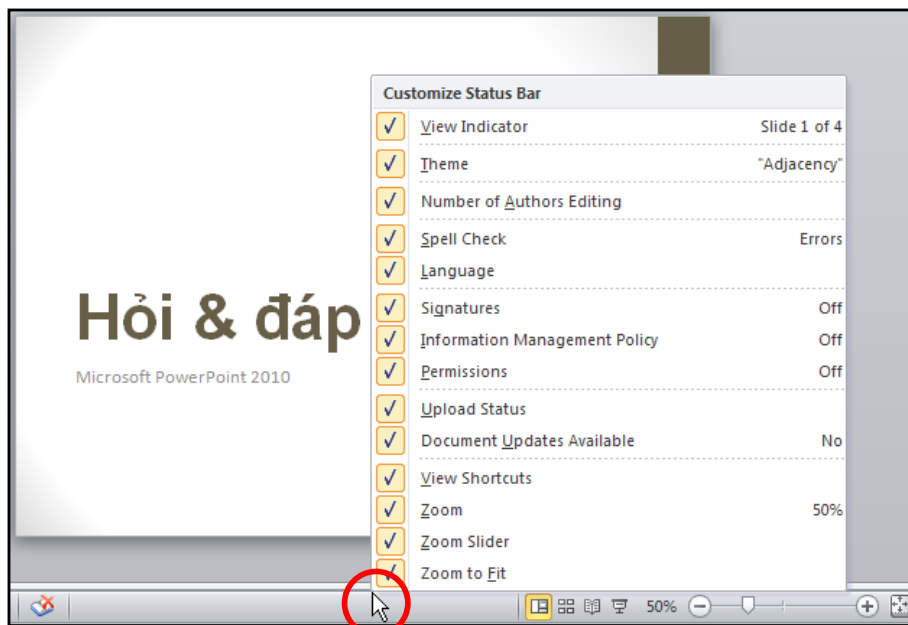 Customize Status Bar
View Indicator Slide 1 of 4
Theme "Adjacency"
Number of Authors Editing
Spell Check Errors
Language
Signatures Off
Information Management Policy Off
Permissions Off
Upload Status
Document Updates Available No
View Shortcuts
Zoom 50%
Zoom Slider
Zoom to Fit
Hỏi & đáp
Microsoft PowerPoint 2010
50%